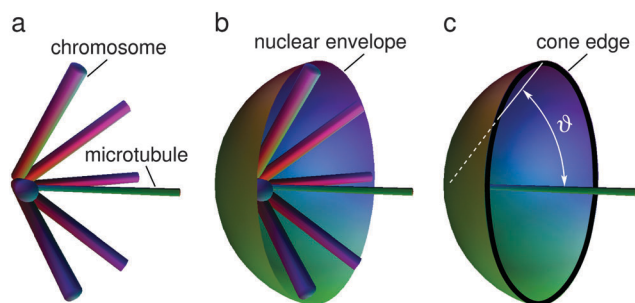 a
chromosome
microtubule
b
nuclear envelope
c
cone edge
ϑ